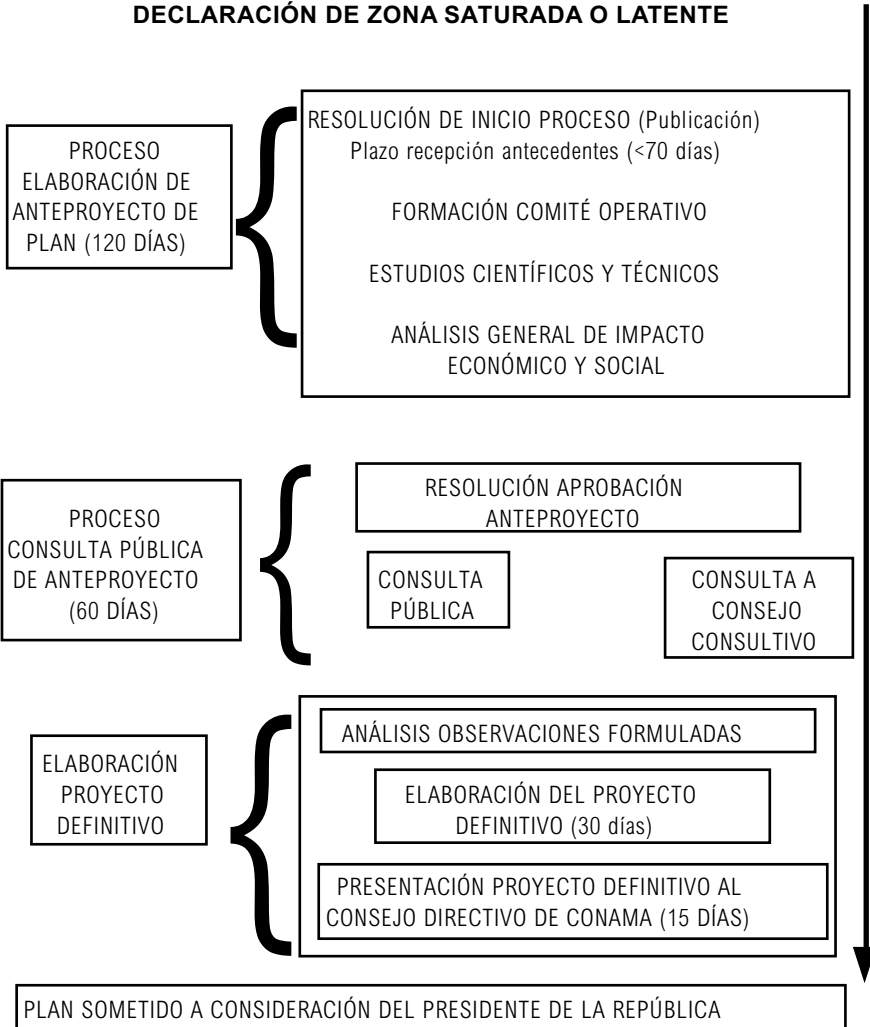 DECLARACIÓN DE ZONA SATURADA O LATENTE
PROCESO
ELABORACIÓN DE
ANTEPROYECTO DE
PLAN (120 DÍAS)
RESOLUCIÓN DE INICIO PROCESO (Publicación)
Plazo recepción antecedentes (<70 días)
FORMACIÓN COMITÉ OPERATIVO
ESTUDIOS CIENTÍFICOS Y TÉCNICOS
ANÁLISIS GENERAL DE IMPACTO
ECONÓMICO Y SOCIAL
PROCESO
CONSULTA PÚBLICA
DE ANTEPROYECTO
(60 DÍAS)
RESOLUCIÓN APROBACIÓN
ANTEPROYECTO
CONSULTA
PÚBLICA
CONSULTA A
CONSEJO
CONSULTIVO
ELABORACIÓN
PROYECTO
DEFINITIVO
ANÁLISIS OBSERVACIONES FORMULADAS
ELABORACIÓN DEL PROYECTO
DEFINITIVO (30 días)
PRESENTACIÓN PROYECTO DEFINITIVO AL
CONSEJO DIRECTIVO DE CONAMA (15 DÍAS)
PLAN SOMETIDO A CONSIDERACIÓN DEL PRESIDENTE DE LA REPÚBLICA